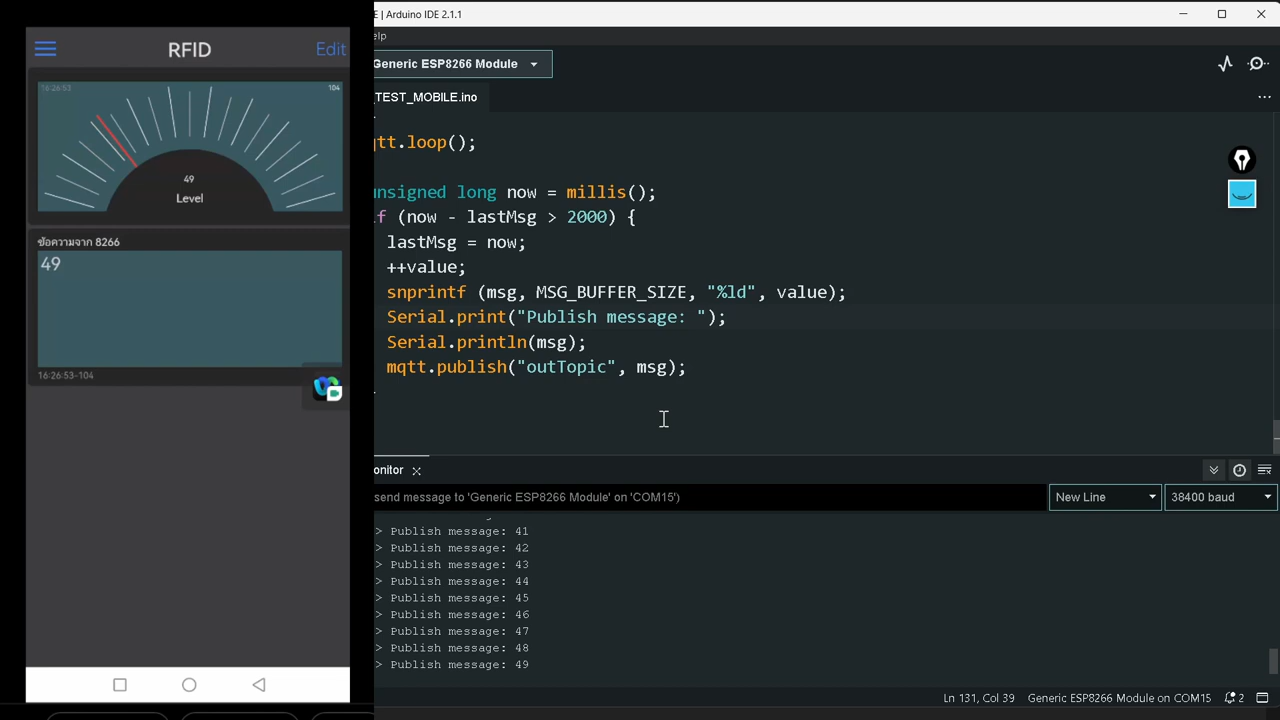 RFID
Edit
16:26:53
104
49
Level
ข้อความจาก 8266
49
16:26:53-104
E | Arduino IDE 2.1.1
elp
Generic ESP8266 Module
_TEST_MOBILE.ino
qtt.loop();
unsigned long now = millis();
if (now - lastMsg > 2000) {
lastMsg = now;
++value;
snprintf (msg, MSG_BUFFER_SIZE, "%ld", value);
Serial.print("Publish message: ");
Serial.println(msg);
mqtt.publish("outTopic", msg);
onitor
send message to 'Generic ESP8266 Module' on 'COM15')
New Line
38400 baud
> Publish message: 41
> Publish message: 42
> Publish message: 43
> Publish message: 44
> Publish message: 45
> Publish message: 46
> Publish message: 47
> Publish message: 48
> Publish message: 49
Ln 131, Col 39 Generic ESP8266 Module on COM15 2